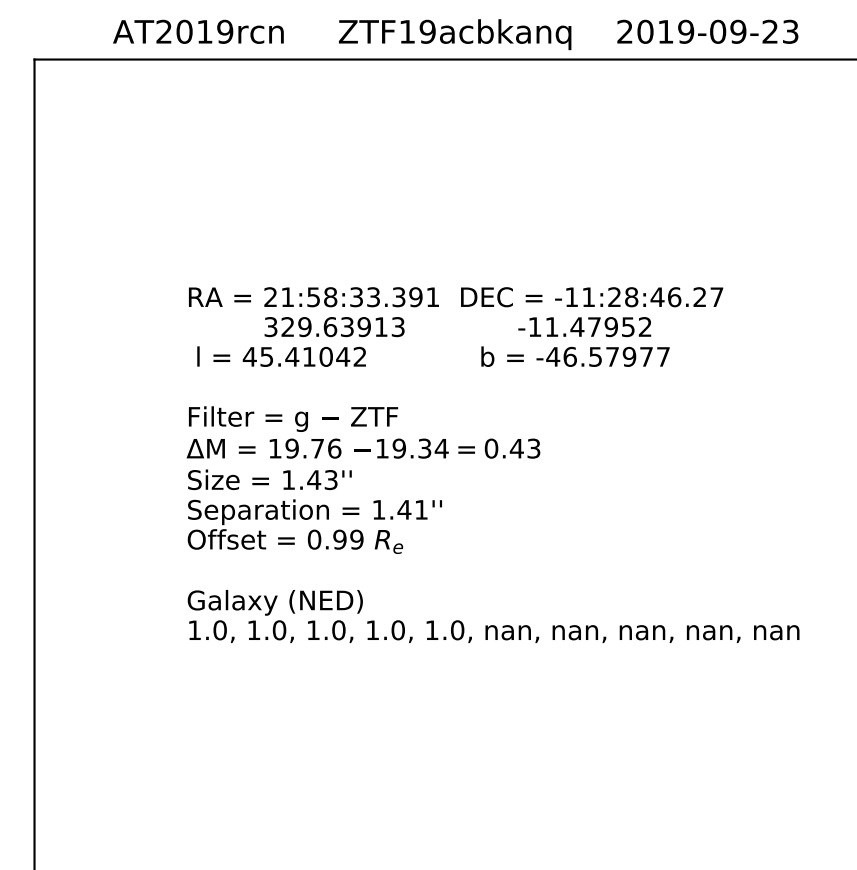 AT2019rcn ZTF19acbkanq 2019-09-23
RA = 21:58:33.391 DEC = -11:28:46.27
329.63913 -11.47952
l = 45.41042 b = -46.57977
Filter = g − ZTF
ΔM = 19.76 −19.34 = 0.43
Size = 1.43''
Separation = 1.41''
Offset = 0.99 Re
Galaxy (NED)
1.0, 1.0, 1.0, 1.0, 1.0, nan, nan, nan, nan, nan